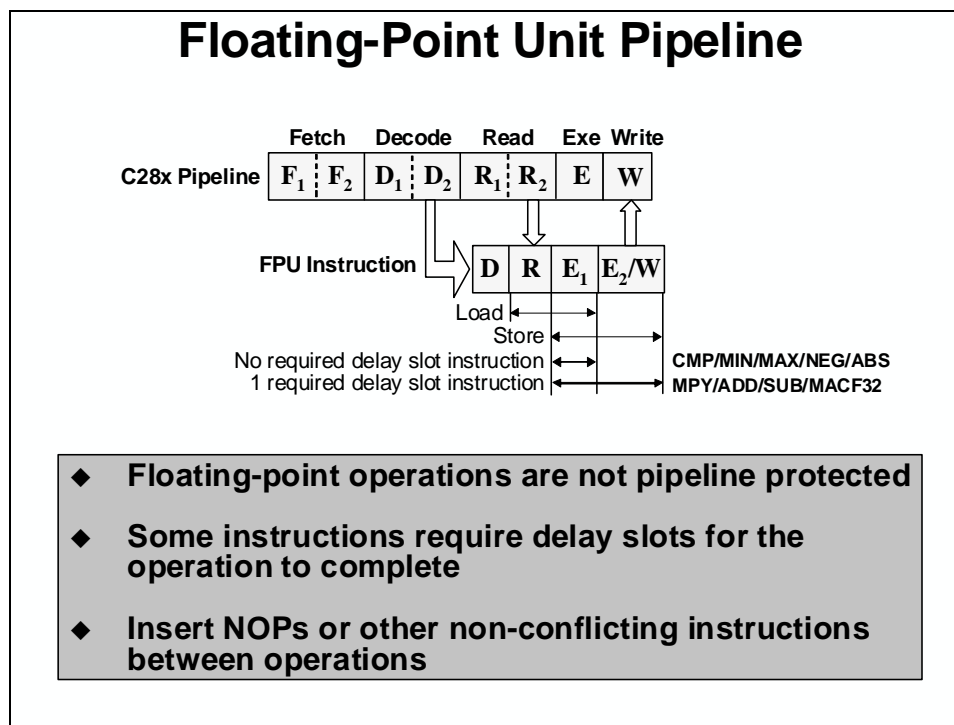 Floating-Point Unit Pipeline
Fetch Decode Read Exe Write
C28x Pipeline F1 F2 D1 D2 R1 R2 E W
FPU Instruction D R E1 E2/W
Load
Store
No required delay slot instruction CMP/MIN/MAX/NEG/ABS
1 required delay slot instruction MPY/ADD/SUB/MACF32
◆ Floating-point operations are not pipeline protected
◆ Some instructions require delay slots for the
operation to complete
◆ Insert NOPs or other non-conflicting instructions
between operations